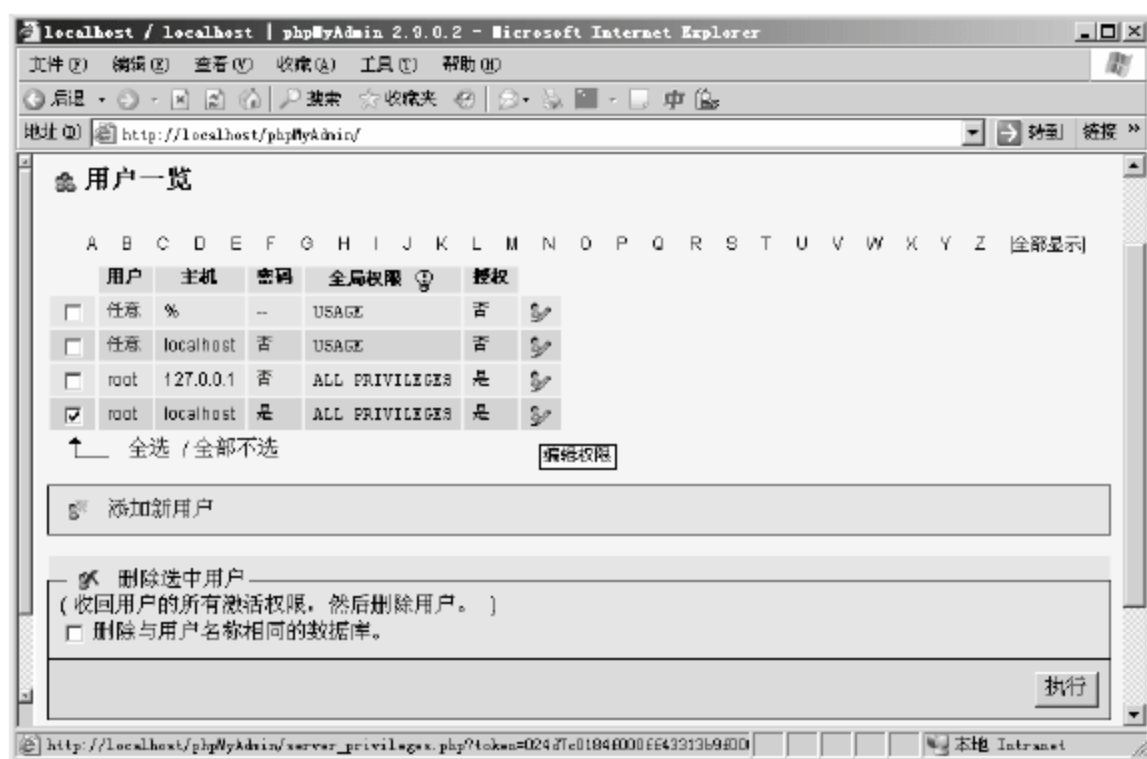 localhost / localhost | phpMyAdmin 2.9.0.2 - Microsoft Internet Explorer
文件(F) 编辑(E) 查看(V) 收藏(A) 工具(T) 帮助(H)
后退 搜索 收藏夹
地址(D) http://localhost/phpMyAdmin/ 转到 链接 »
用户一览
A B C D E F G H I J K L M N O P Q R S T U V W X Y Z [全部显示]
用户 主机 密码 全局权限 授权
任意 % -- USAGE 否
任意 localhost 否 USAGE 否
root 127.0.0.1 否 ALL PRIVILEGES 是
root localhost 是 ALL PRIVILEGES 是
全选 / 全部不选
编辑权限
添加新用户
删除选中用户
(收回用户的所有激活权限，然后删除用户。 )
删除与用户名称相同的数据库。
执行
http://localhost/phpMyAdmin/server_privileges.php?token= 本地 Intranet